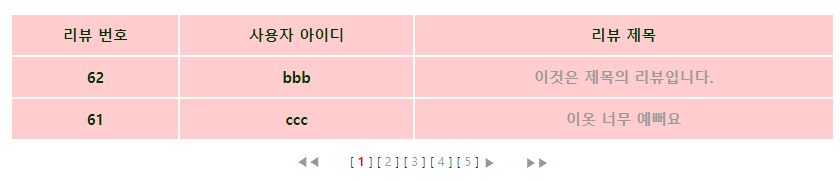 리뷰 번호 사용자 아이디 리뷰 제목
62 bbb 이것은 제목의 리뷰입니다.
61 ccc 이옷 너무 예뻐요
◀◀ [ 1 ] [ 2 ] [ 3 ] [ 4 ] [ 5 ] ▶ ▶▶